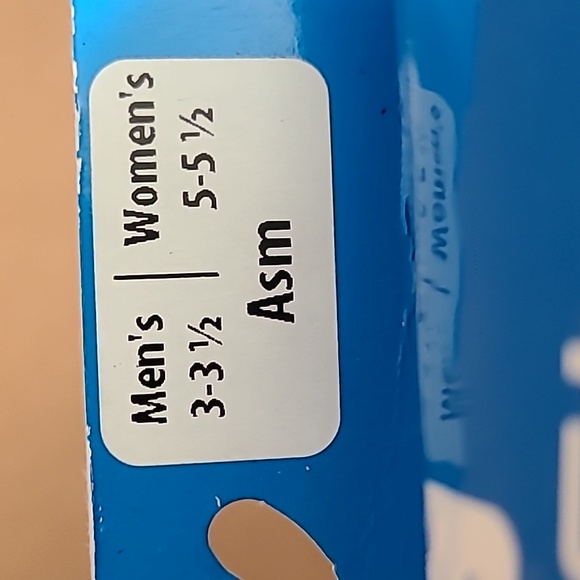 Men's | Women's
3-3 ½ | 5-5 ½
Asm